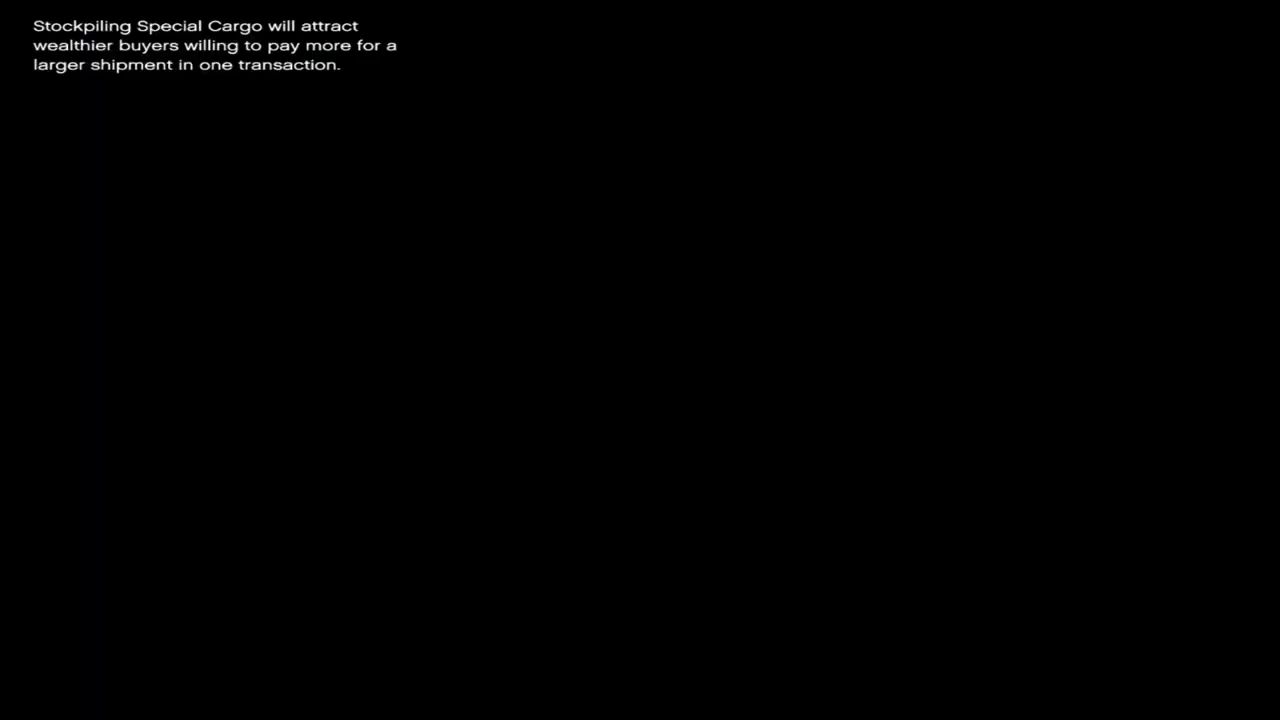 Stockpiling Special Cargo will attract
wealthier buyers willing to pay more for a
larger shipment in one transaction.